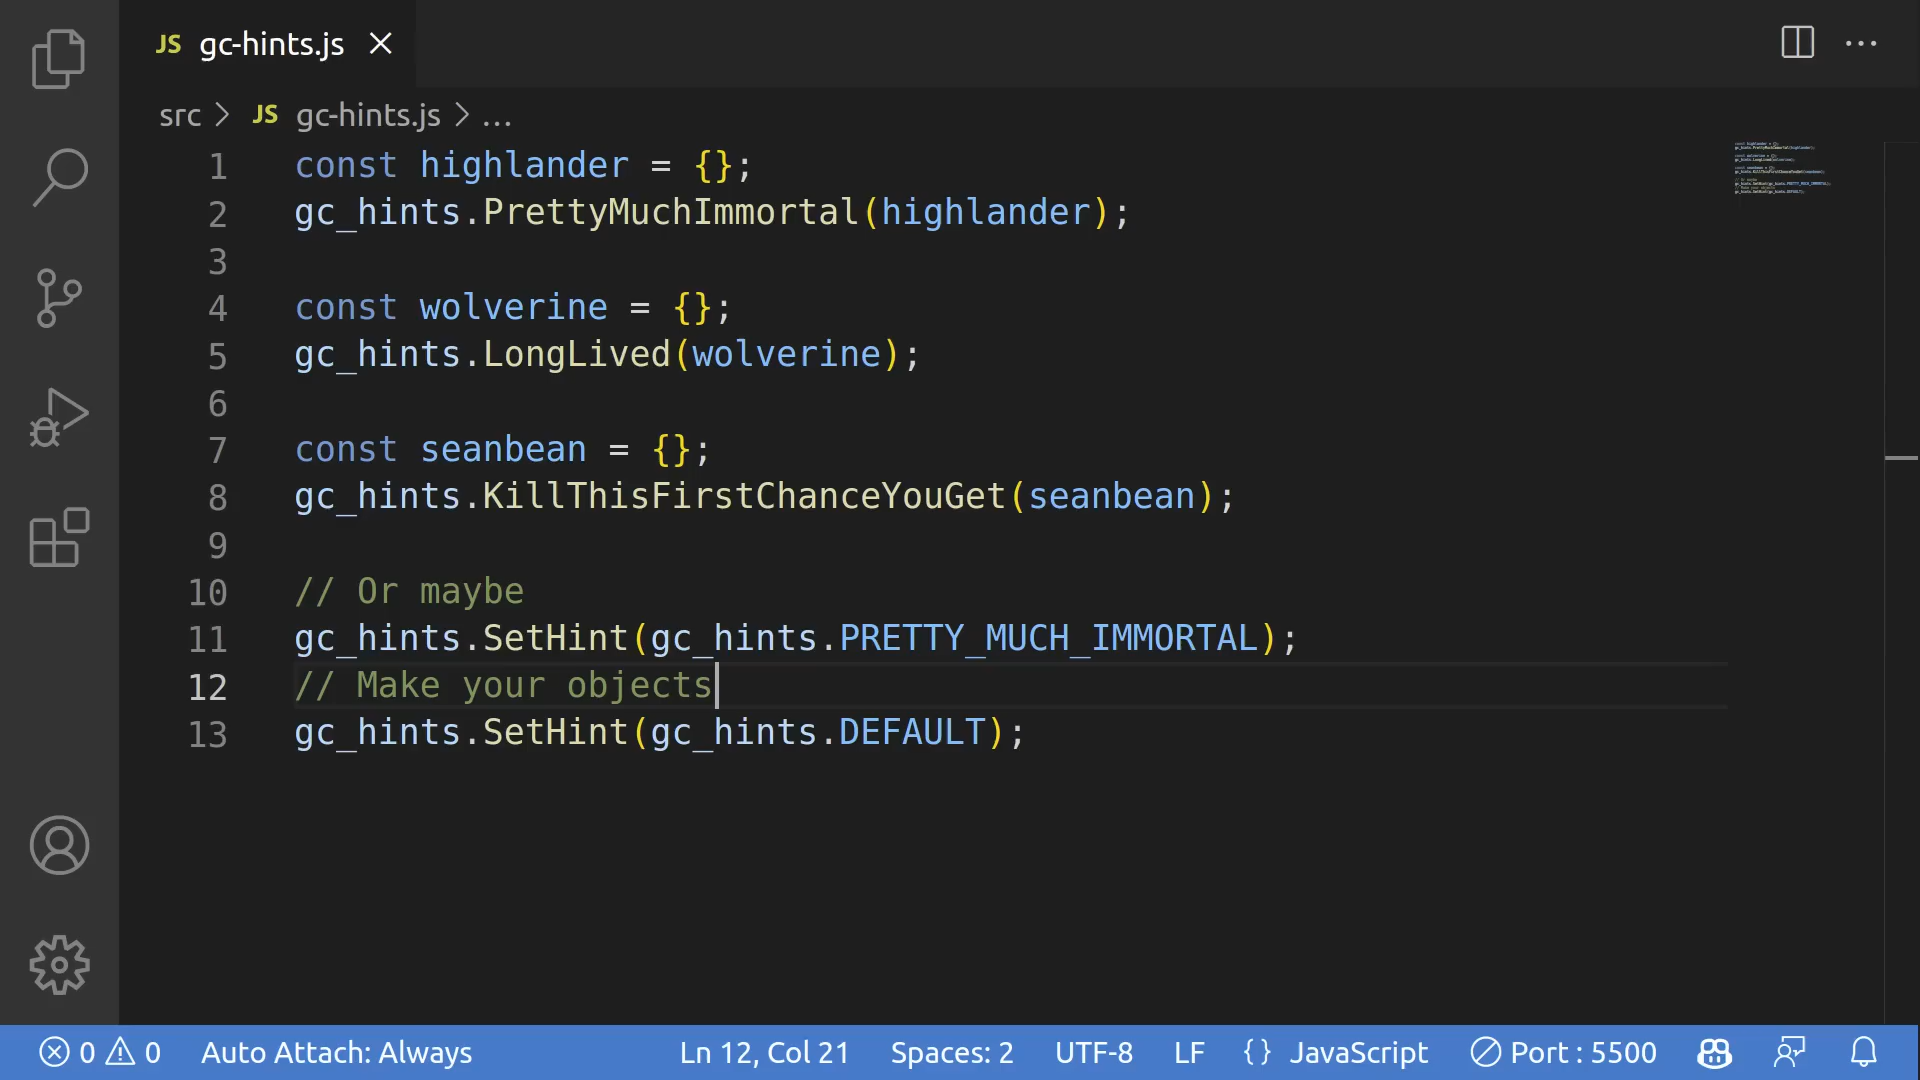 JS gc-hints.js
src > JS gc-hints.js > ...
1 const highlander = {};
2 gc_hints.PrettyMuchImmortal(highlander);
3
4 const wolverine = {};
5 gc_hints.LongLived(wolverine);
6
7 const seanbean = {};
8 gc_hints.KillThisFirstChanceYouGet(seanbean);
9
10 // Or maybe
11 gc_hints.SetHint(gc_hints.PRETTY_MUCH_IMMORTAL);
12 // Make your objects
13 gc_hints.SetHint(gc_hints.DEFAULT);
0 0 Auto Attach: Always Ln 12, Col 21 Spaces: 2 UTF-8 LF {} JavaScript Port : 5500